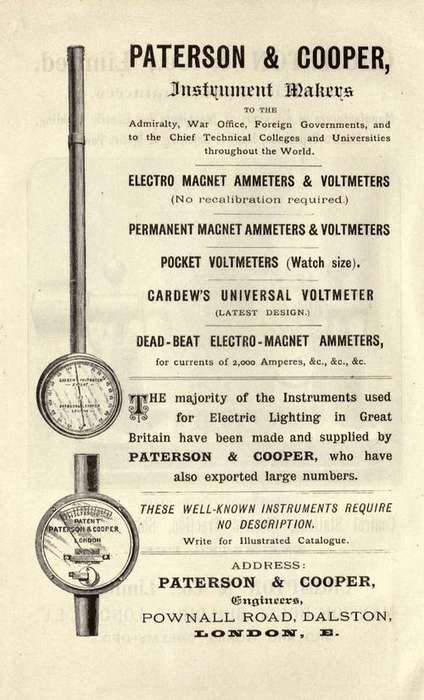 PATERSON & COOPER,
Instrument Makers
TO THE
Admiralty, War Office, Foreign Governments, and
to the Chief Technical Colleges and Universities
throughout the World.
ELECTRO MAGNET AMMETERS & VOLTMETERS
(No recalibration required.)
PERMANENT MAGNET AMMETERS & VOLTMETERS
POCKET VOLTMETERS (Watch size).
CARDEW'S UNIVERSAL VOLTMETER
(LATEST DESIGN.)
DEAD-BEAT ELECTRO-MAGNET AMMETERS,
for currents of 2,000 Amperes, &c., &c., &c.
THE majority of the Instruments used
for Electric Lighting in Great
Britain have been made and supplied by
PATERSON & COOPER, who have
also exported large numbers.
THESE WELL-KNOWN INSTRUMENTS REQUIRE
NO DESCRIPTION.
Write for Illustrated Catalogue.
ADDRESS:
PATERSON & COOPER,
Engineers,
POWNALL ROAD, DALSTON,
LONDON, E.
PATENT
PATERSON & COOPER
LONDON